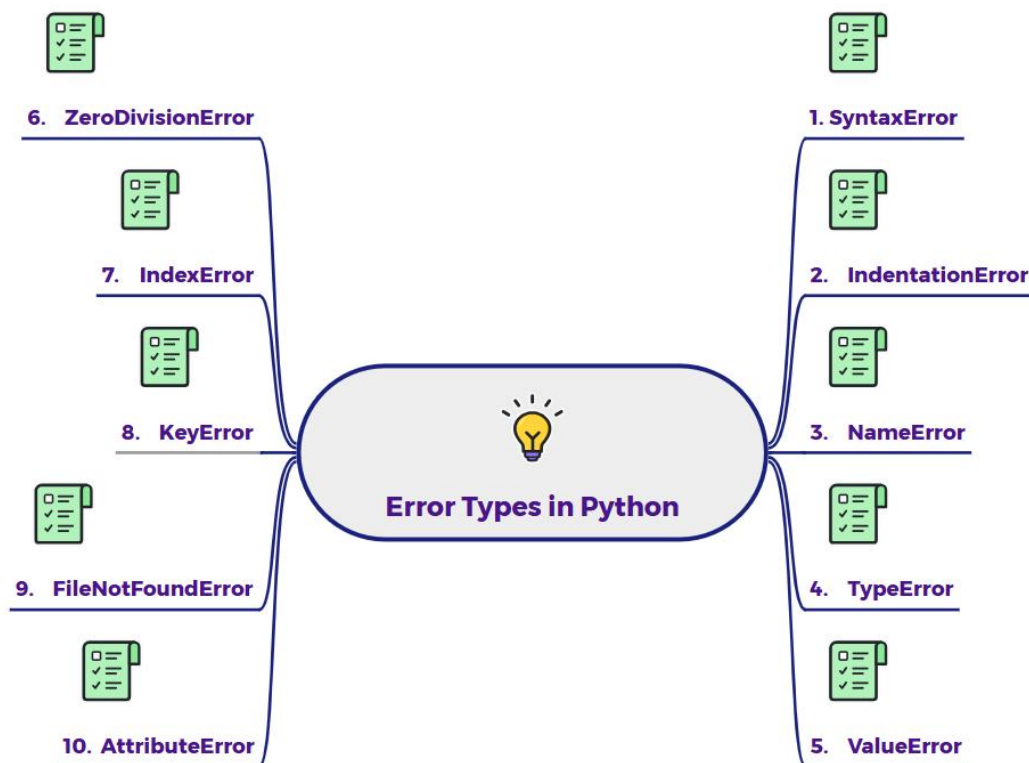 Error Types in Python
1. SyntaxError
2. IndentationError
3. NameError
4. TypeError
5. ValueError
6. ZeroDivisionError
7. IndexError
8. KeyError
9. FileNotFoundError
10. AttributeError